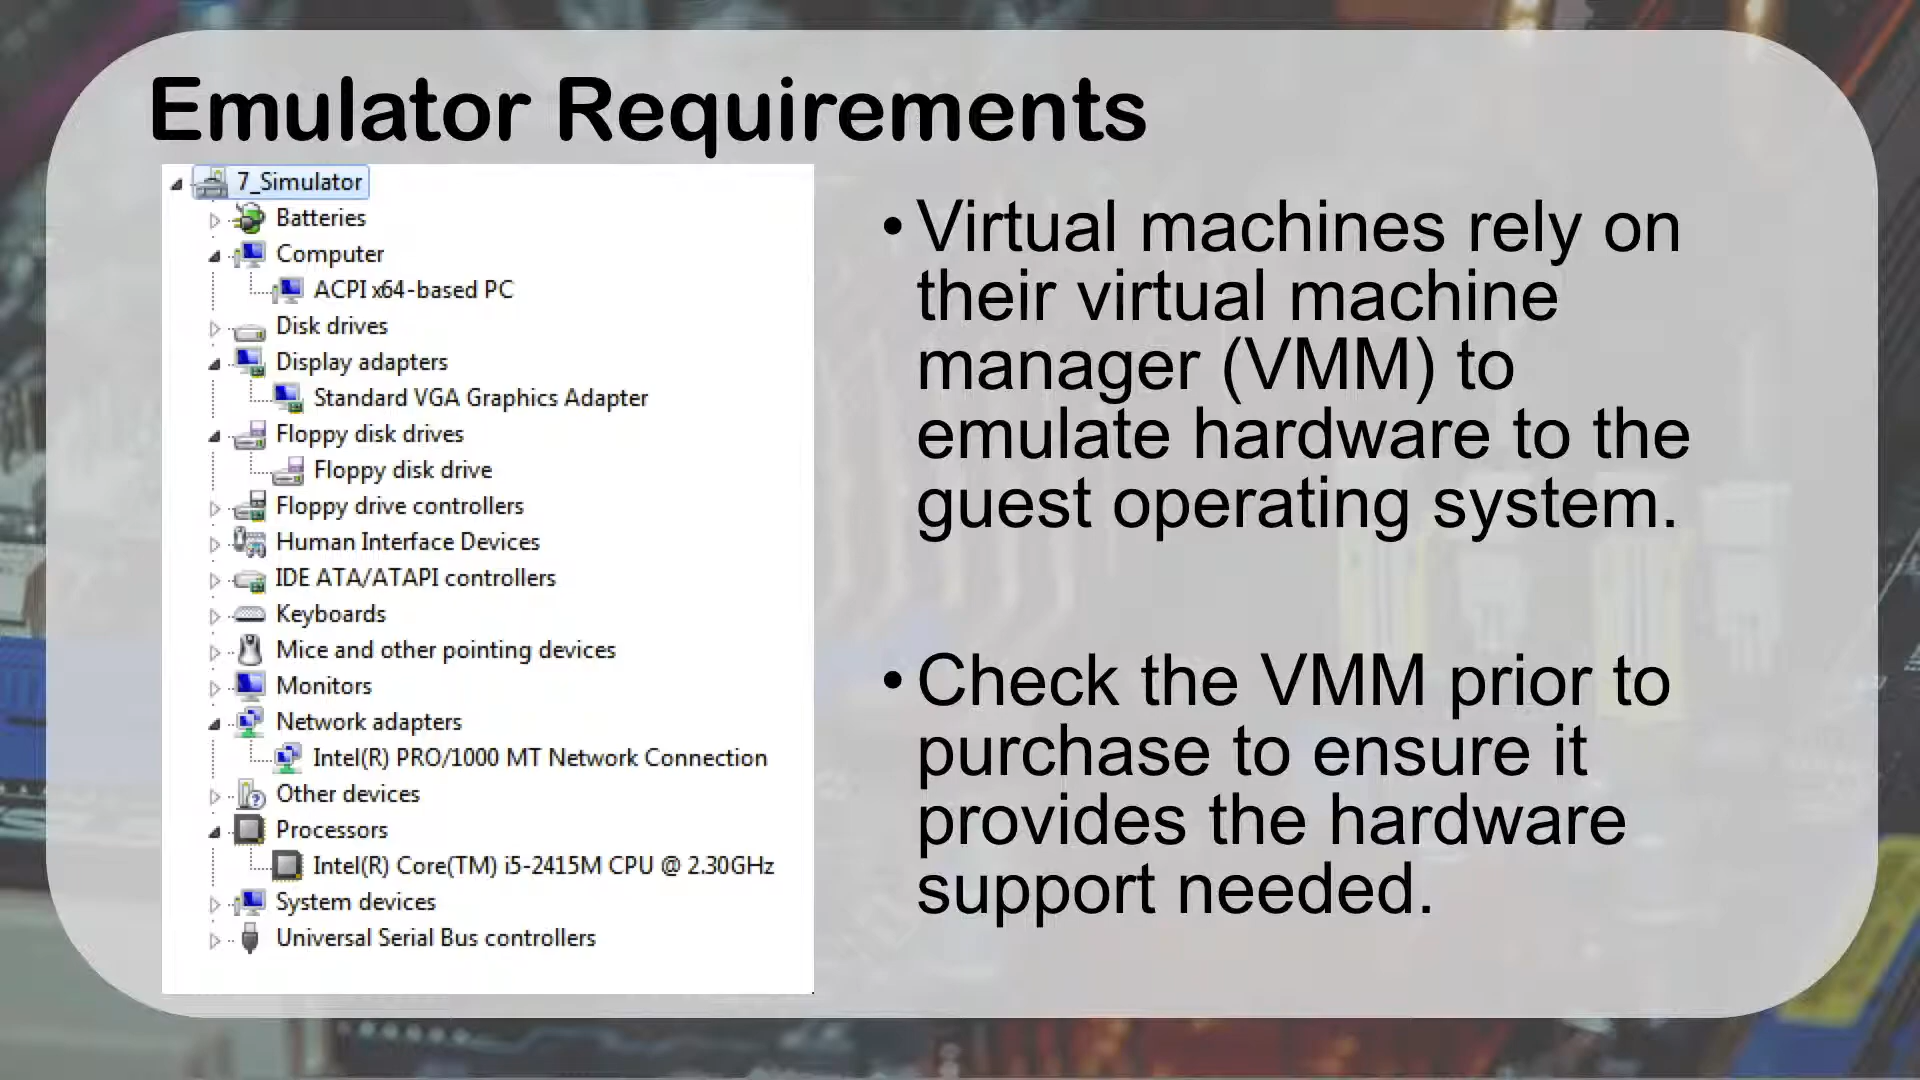 Emulator Requirements
7_Simulator
Batteries
Computer
ACPI x64-based PC
Disk drives
Display adapters
Standard VGA Graphics Adapter
Floppy disk drives
Floppy disk drive
Floppy drive controllers
Human Interface Devices
IDE ATA/ATAPI controllers
Keyboards
Mice and other pointing devices
Monitors
Network adapters
Intel(R) PRO/1000 MT Network Connection
Other devices
Processors
Intel(R) Core(TM) i5-2415M CPU @ 2.30GHz
System devices
Universal Serial Bus controllers
• Virtual machines rely on
their virtual machine
manager (VMM) to
emulate hardware to the
guest operating system.
• Check the VMM prior to
purchase to ensure it
provides the hardware
support needed.